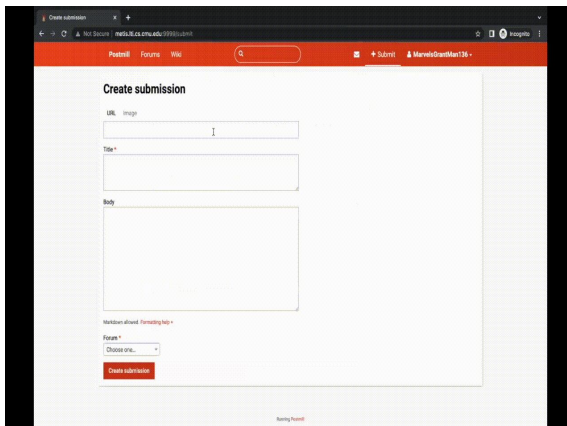 Create submission
Not Secure metis.lti.cs.cmu.edu:9999/submit
Incognito
Postmill Forums Wiki + Submit MarvelsGrantMan136
Create submission
URL Image
Title *
Body
Markdown allowed. Formatting help +
Forum *
Choose one...
Create submission
Running Postmill